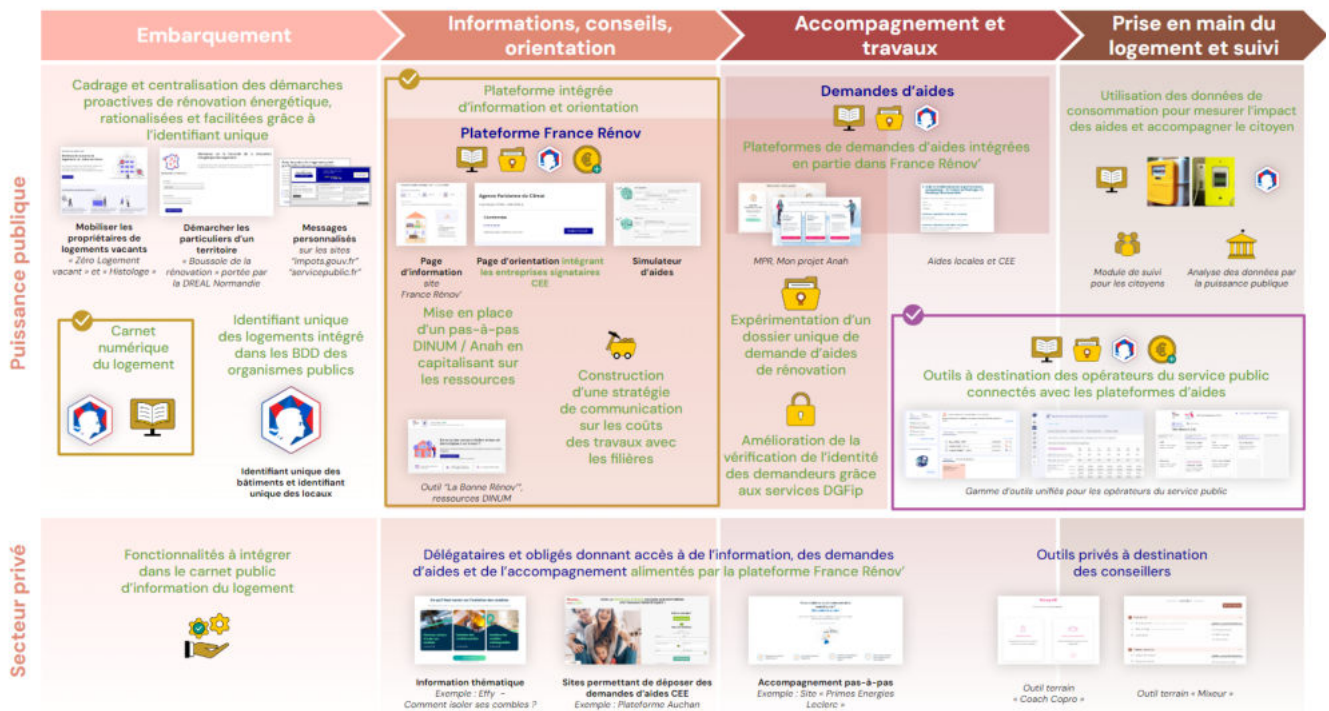 Embarquement
Informations, conseils,
orientation
Accompagnement et
travaux
Prise en main du
logement et suivi
Puissance publique
Cadrage et centralisation des démarches
proactives de rénovation énergétique,
rationalisées et facilitées grâce à
l'identifiant unique
Mobiliser les
propriétaires de
logements vacants
« Zéro Logement
vacant » et « Histologe »
Démarcher les
particuliers d'un
territoire
« Boussole de la
rénovation » portée par
la DREAL Normandie
Messages
personnalisés
sur les sites
"impots.gouv.fr"
"servicepublic.fr"
Carnet
numérique
du logement
Identifiant unique
des logements intégré
dans les BDD des
organismes publics
Identifiant unique des
bâtiments et identifiant
unique des locaux
Plateforme intégrée
d'information et orientation
Plateforme France Rénov
Agence Parisienne du Climat
Page
d'information
site
France Rénov'
Page d'orientation intégrant
les entreprises signataires
CEE
Simulateur
d'aides
Mise en place
d'un pas-à-pas
DINUM / Anah en
capitalisant sur
les ressources
Outil "La Bonne Rénov'",
ressources DINUM
Construction
d'une stratégie
de communication
sur les coûts
des travaux avec
les filières
Demandes d'aides
Plateformes de demandes d'aides intégrées
en partie dans France Rénov'
MPR, Mon projet Anah
Aides locales et CEE
Expérimentation d'un
dossier unique de
demande d'aides
de rénovation
Amélioration de la
vérification de l'identité
des demandeurs grâce
aux services DGFip
Utilisation des données de
consommation pour mesurer l'impact
des aides et accompagner le citoyen
Module de suivi
pour les citoyens
Analyse des données par
la puissance publique
Outils à destination des opérateurs du service public
connectés avec les plateformes d'aides
Gamme d'outils unifiés pour les opérateurs du service public
Secteur privé
Fonctionnalités à intégrer
dans le carnet public
d'information du logement
Délégataires et obligés donnant accès à de l'information, des demandes
d'aides et de l'accompagnement alimentés par la plateforme France Rénov'
Information thématique
Exemple : Effy -
Comment isoler ses combles ?
Sites permettant de déposer des
demandes d'aides CEE
Exemple : Plateforme Auchan
Accompagnement pas-à-pas
Exemple : Site « Primes Energies
Leclerc »
Outils privés à destination
des conseillers
Outil terrain
« Coach Copro »
Outil terrain « Mixeur »